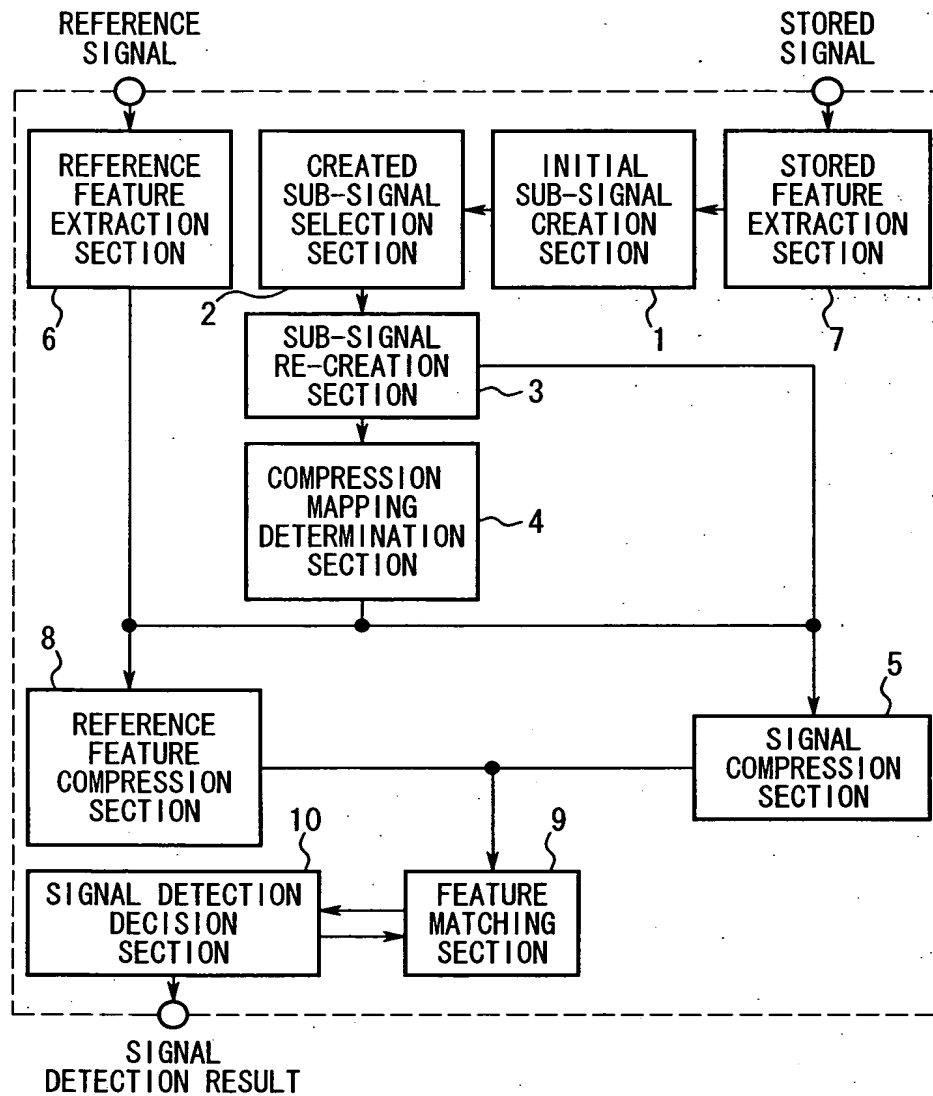 REFERENCE
SIGNAL
STORED
SIGNAL
REFERENCE
FEATURE
EXTRACTION
SECTION
6
CREATED
SUB-SIGNAL
SELECTION
SECTION
2
INITIAL
SUB-SIGNAL
CREATION
SECTION
1
STORED
FEATURE
EXTRACTION
SECTION
7
SUB-SIGNAL
RE-CREATION
SECTION
3
COMPRESSION
MAPPING
DETERMINATION
SECTION
4
8
REFERENCE
FEATURE
COMPRESSION
SECTION
5
SIGNAL
COMPRESSION
SECTION
10
SIGNAL DETECTION
DECISION
SECTION
9
FEATURE
MATCHING
SECTION
SIGNAL
DETECTION RESULT